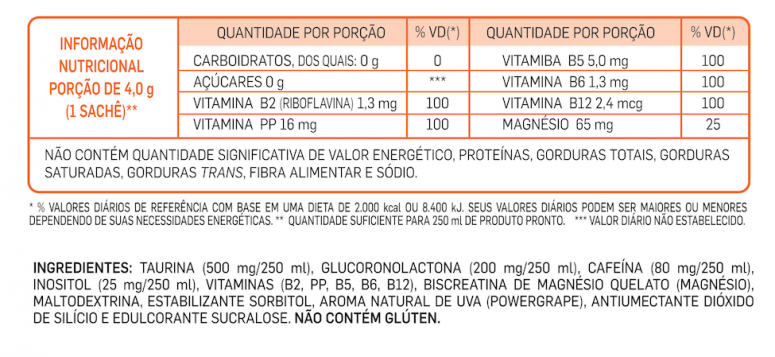 INFORMAÇÃO
NUTRICIONAL
PORÇÃO DE 4,0 g
(1 SACHÊ)**
QUANTIDADE POR PORÇÃO % VD(*) QUANTIDADE POR PORÇÃO % VD(*)
CARBOIDRATOS, DOS QUAIS: 0 g 0 VITAMIBA B5 5,0 mg 100
AÇÚCARES 0 g *** VITAMINA B6 1,3 mg 100
VITAMINA B2 (RIBOFLAVINA) 1,3 mg 100 VITAMINA B12 2,4 mcg 100
VITAMINA PP 16 mg 100 MAGNÉSIO 65 mg 25
NÃO CONTÉM QUANTIDADE SIGNIFICATIVA DE VALOR ENERGÉTICO, PROTEÍNAS, GORDURAS TOTAIS, GORDURAS
SATURADAS, GORDURAS TRANS, FIBRA ALIMENTAR E SÓDIO.
* % VALORES DIÁRIOS DE REFERÊNCIA COM BASE EM UMA DIETA DE 2.000 kcal OU 8.400 kJ. SEUS VALORES DIÁRIOS PODEM SER MAIORES OU MENORES
DEPENDENDO DE SUAS NECESSIDADES ENERGÉTICAS. ** QUANTIDADE SUFICIENTE PARA 250 ml DE PRODUTO PRONTO. *** VALOR DIÁRIO NÃO ESTABELECIDO.
INGREDIENTES: TAURINA (500 mg/250 ml), GLUCORONOLACTONA (200 mg/250 ml), CAFEÍNA (80 mg/250 ml),
INOSITOL (25 mg/250 ml), VITAMINAS (B2, PP, B5, B6, B12), BISCREATINA DE MAGNÉSIO QUELATO (MAGNÉSIO),
MALTODEXTRINA, ESTABILIZANTE SORBITOL, AROMA NATURAL DE UVA (POWERGRAPE), ANTIUMECTANTE DIÓXIDO
DE SILÍCIO E EDULCORANTE SUCRALOSE. NÃO CONTÉM GLÚTEN.